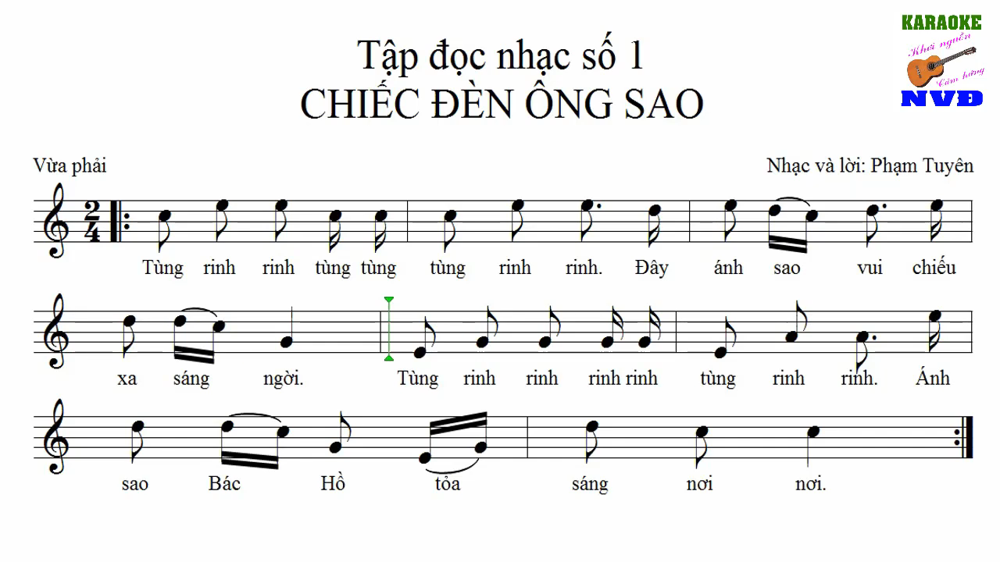 KARAOKE
Khơi nguồn
Cảm hứng
NVĐ
Tập đọc nhạc số 1
CHIẾC ĐÈN ÔNG SAO
Vừa phải
Nhạc và lời: Phạm Tuyên
2
4
Tùng rinh rinh tùng tùng tùng rinh rinh. Đây ánh sao vui chiếu
xa sáng ngời. Tùng rinh rinh rinh rinh tùng rinh rinh. Ánh
sao Bác Hồ tỏa sáng nơi nơi.